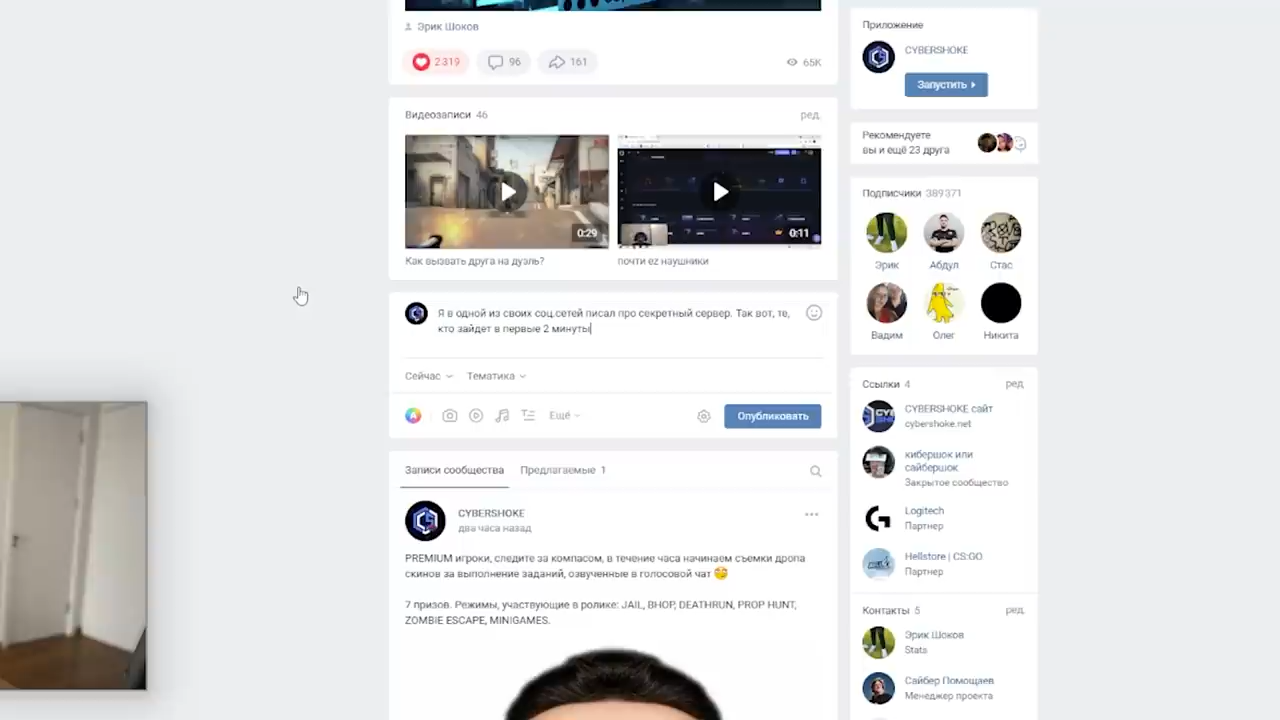 Эрик Шоков
2 319
96
161
65K
Видеозаписи 46
ред.
0:29
0:11
Как вызвать друга на дуэль?
почти ez наушники
Я в одной из своих соц.сетей писал про секретный сервер. Так вот, те,
кто зайдет в первые 2 минуты
Сейчас
Тематика
Ещё
Опубликовать
Записи сообщества
Предлагаемые 1
CYBERSHOKE
два часа назад
PREMIUM игроки, следите за компасом, в течение часа начинаем съемки дропа
скинов за выполнение заданий, озвученные в голосовой чат
7 призов. Режимы, участвующие в ролике: JAIL, BHOP, DEATHRUN, PROP HUNT,
ZOMBIE ESCAPE, MINIGAMES.
Приложение
CYBERSHOKE
Запустить
Рекомендуете
вы и ещё 23 друга
Подписчики 389 371
Эрик
Абдул
Стас
Вадим
Олег
Никита
Ссылки 4
ред.
CYBERSHOKE сайт
cybershoke.net
кибершок или
сайбершок
Закрытое сообщество
Logitech
Партнер
Hellstore | CS:GO
Партнер
Контакты 5
ред.
Эрик Шоков
Stats
Сайбер Помощаев
Менеджер проекта